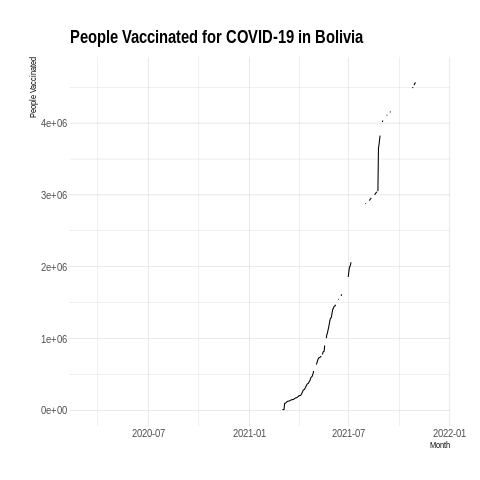 People Vaccinated for COVID-19 in Bolivia
People Vaccinated
4e+06
3e+06
2e+06
1e+06
0e+00
2020-07
2021-01
2021-07
2022-01
Month